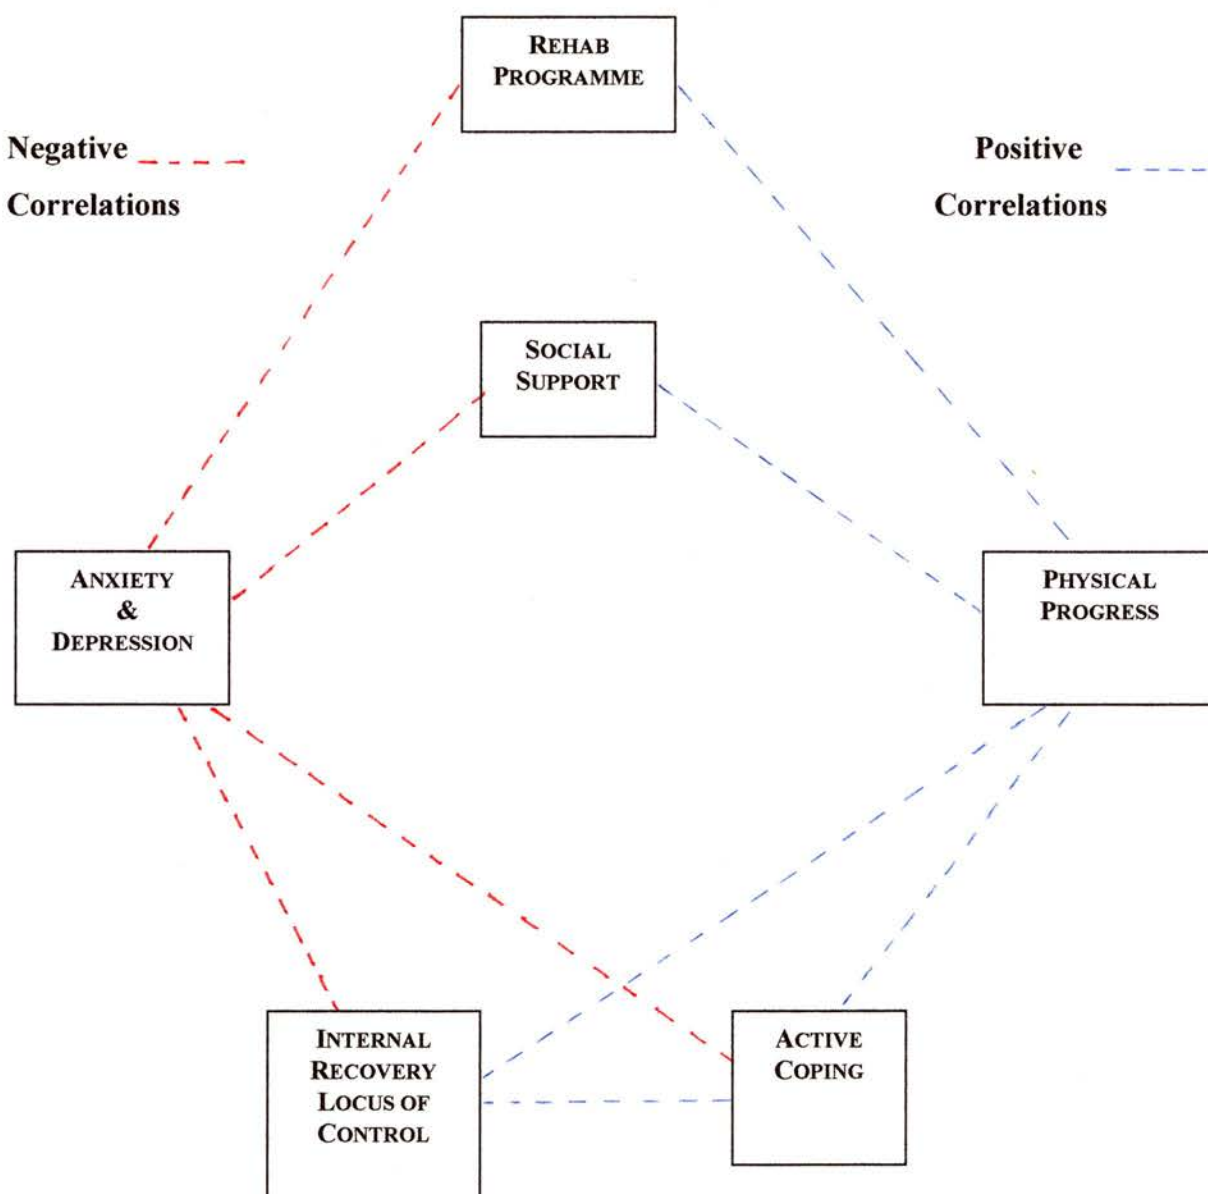 REHAB
PROGRAMME
Negative
Correlations
Positive
Correlations
SOCIAL
SUPPORT
ANXIETY
&
DEPRESSION
PHYSICAL
PROGRESS
INTERNAL
RECOVERY
LOCUS OF
CONTROL
ACTIVE
COPING